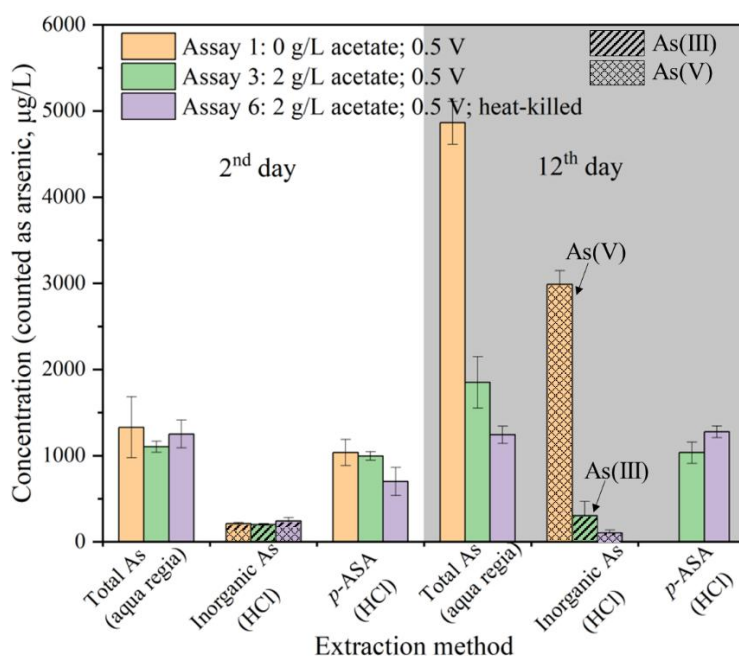 6000
5000
4000
3000
2000
1000
0
Concentration (counted as arsenic, µg/L)
Assay 1: 0 g/L acetate; 0.5 V
Assay 3: 2 g/L acetate; 0.5 V
Assay 6: 2 g/L acetate; 0.5 V; heat-killed
As(III)
As(V)
2nd day
12th day
As(V)
As(III)
Total As
(aqua regia)
Inorganic As
(HCl)
p-ASA
(HCl)
Total As
(aqua regia)
Inorganic As
(HCl)
p-ASA
(HCl)
Extraction method